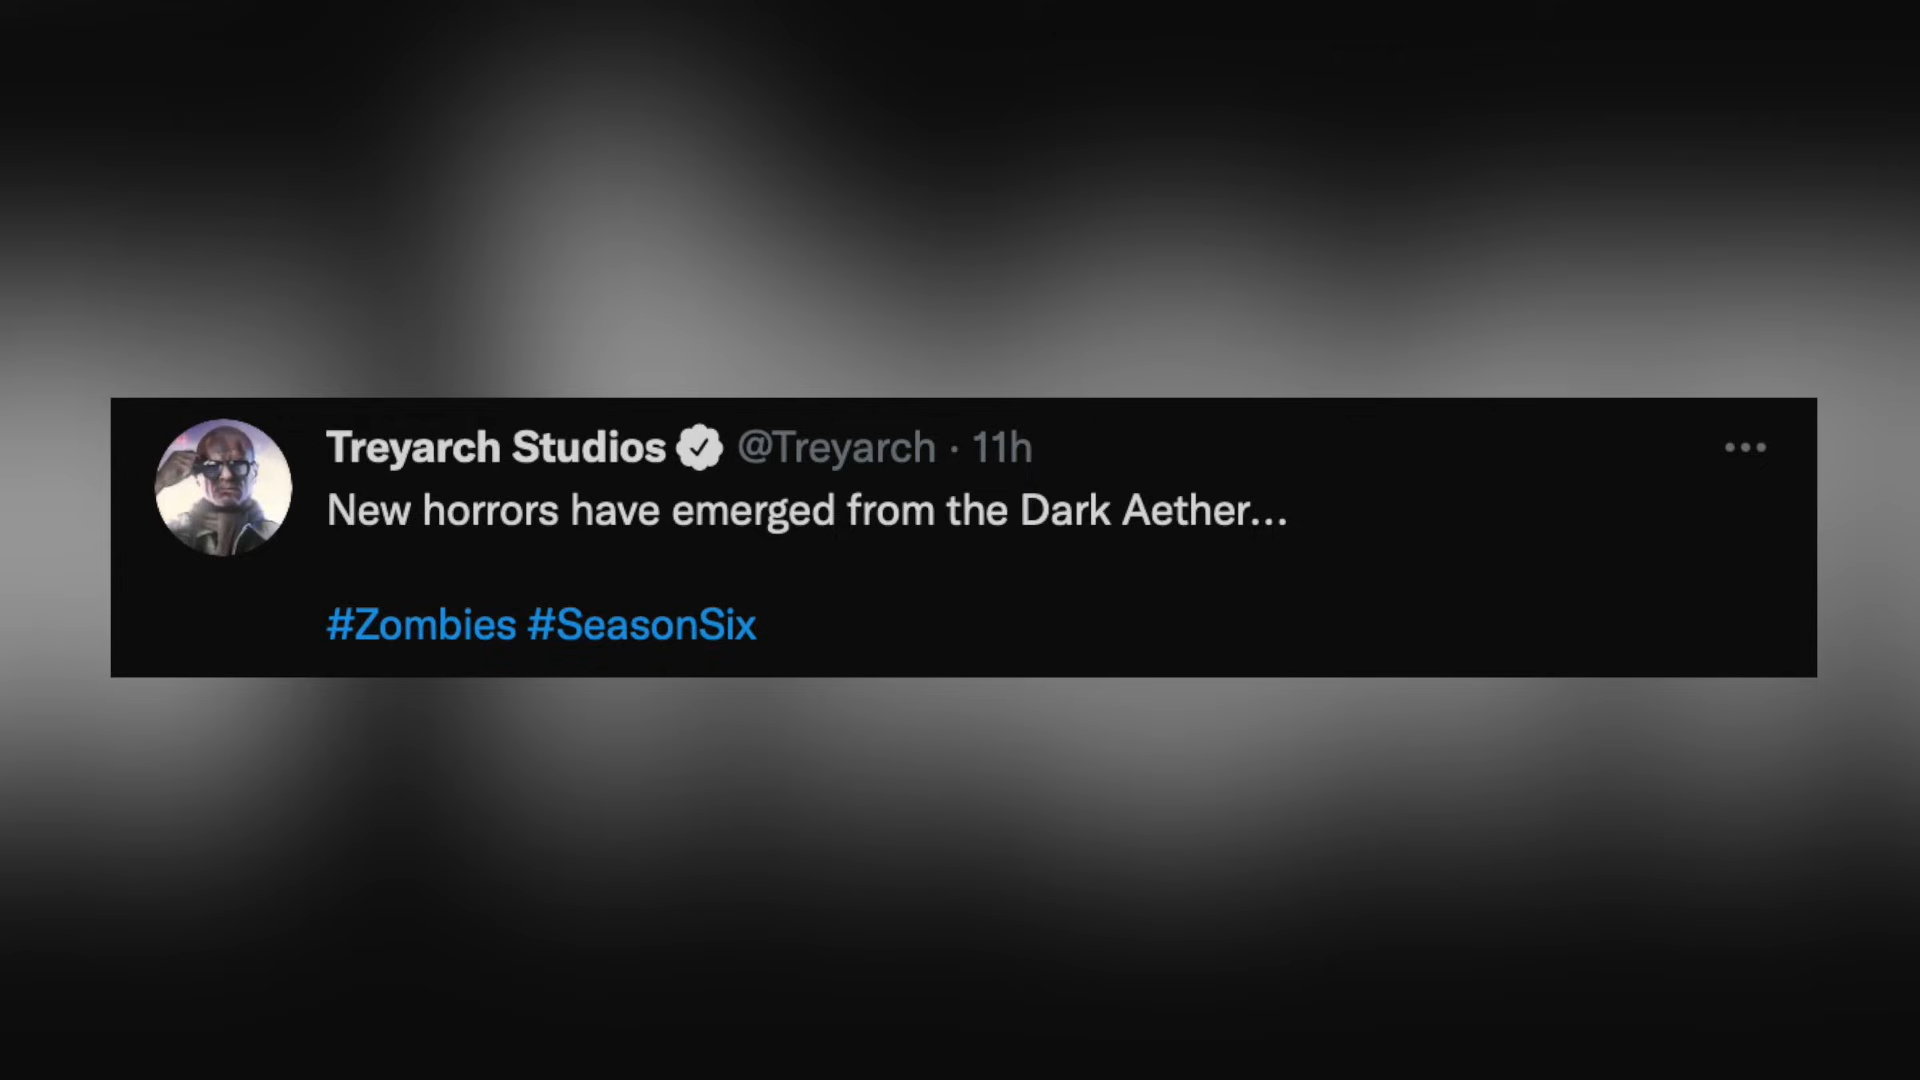 Treyarch Studios @Treyarch · 11h
New horrors have emerged from the Dark Aether...
#Zombies #SeasonSix